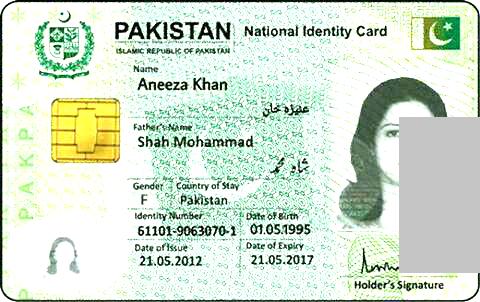 PAKISTAN National Identity Card
ISLAMIC REPUBLIC OF PAKISTAN
Name
Aneeza Khan
خان
Father's Name
Shah Mohammad
شاہ محمد
Gender Country of Stay
F Pakistan
Identity Number Date of Birth
61101-9063070-1 01.05.1995
Date of Issue Date of Expiry
21.05.2012 21.05.2017
Holder's Signature